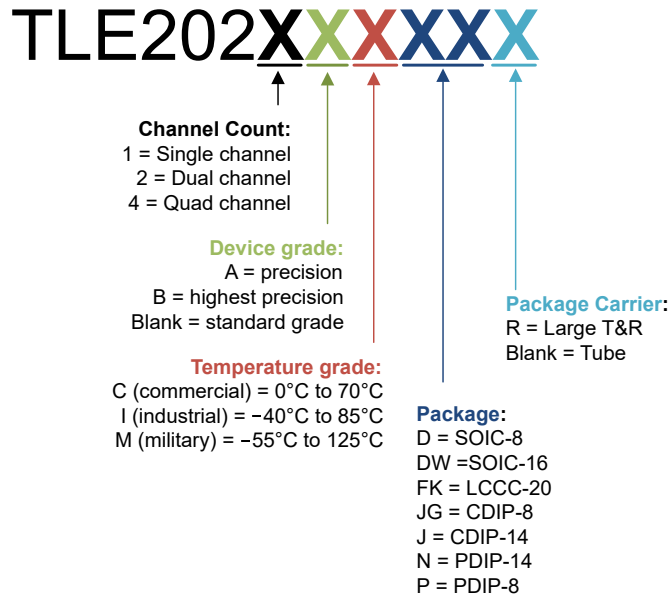 TLE202XXXXXX
Channel Count:
1 = Single channel
2 = Dual channel
4 = Quad channel
Device grade:
A = precision
B = highest precision
Blank = standard grade
Temperature grade:
C (commercial) = 0°C to 70°C
I (industrial) = −40°C to 85°C
M (military) = −55°C to 125°C
Package:
D = SOIC-8
DW =SOIC-16
FK = LCCC-20
JG = CDIP-8
J = CDIP-14
N = PDIP-14
P = PDIP-8
Package Carrier:
R = Large T&R
Blank = Tube